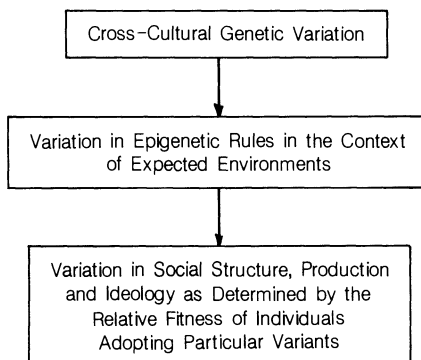 Cross-Cultural Genetic Variation
Variation in Epigenetic Rules in the Context
of Expected Environments
Variation in Social Structure, Production
and Ideology as Determined by the
Relative Fitness of Individuals
Adopting Particular Variants